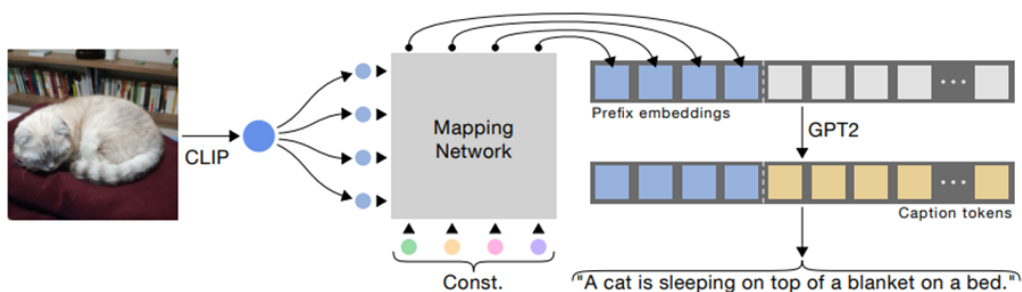 CLIP
Mapping
Network
Const.
Prefix embeddings
GPT2
Caption tokens
"A cat is sleeping on top of a blanket on a bed."